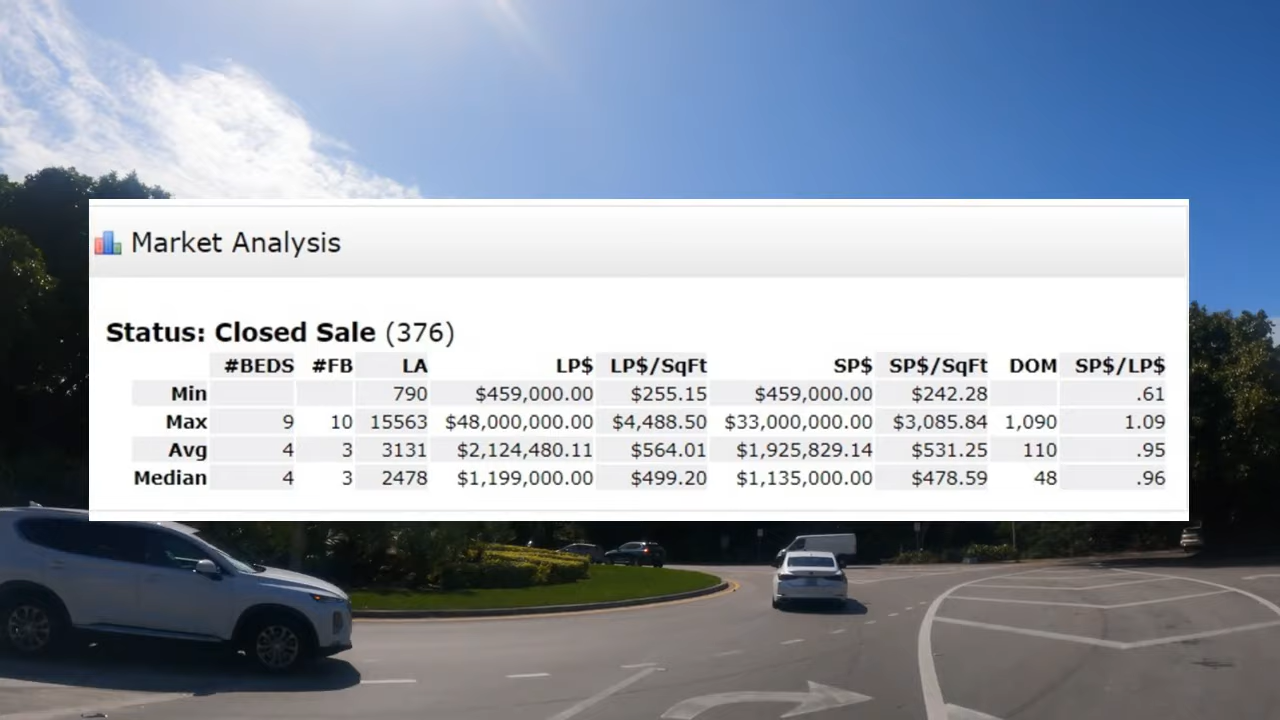 Market Analysis
Status: Closed Sale (376)
#BEDS #FB LA LP$ LP$/SqFt SP$ SP$/SqFt DOM SP$/LP$
Min 790 $459,000.00 $255.15 $459,000.00 $242.28 .61
Max 9 10 15563 $48,000,000.00 $4,488.50 $33,000,000.00 $3,085.84 1,090 1.09
Avg 4 3 3131 $2,124,480.11 $564.01 $1,925,829.14 $531.25 110 .95
Median 4 3 2478 $1,199,000.00 $499.20 $1,135,000.00 $478.59 48 .96